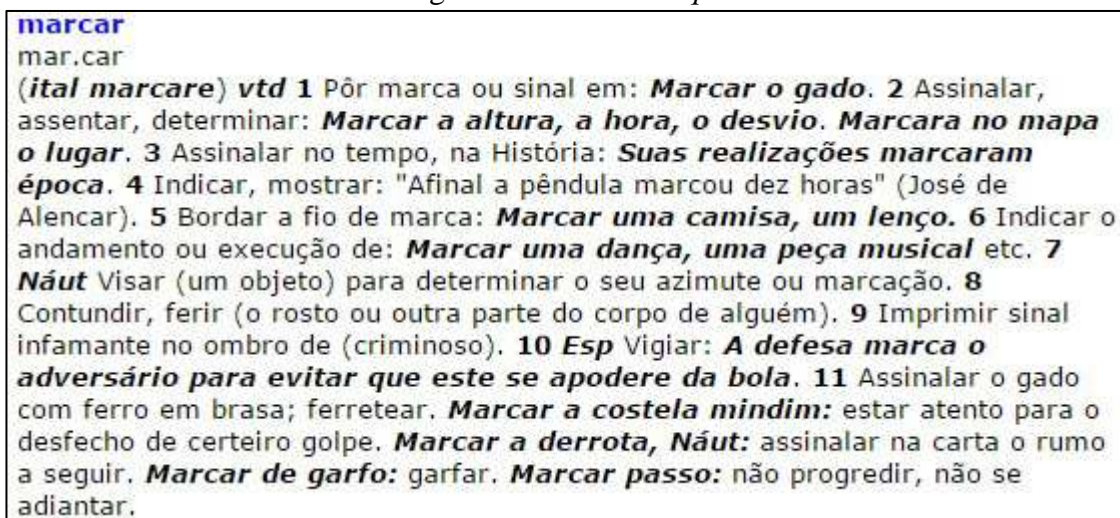 marcar
mar.car
(ital marcare) vtd 1 Pôr marca ou sinal em: Marcar o gado. 2 Assinalar,
assentar, determinar: Marcar a altura, a hora, o desvio. Marcara no mapa
o lugar. 3 Assinalar no tempo, na História: Suas realizações marcaram
época. 4 Indicar, mostrar: "Afinal a pêndula marcou dez horas" (José de
Alencar). 5 Bordar a fio de marca: Marcar uma camisa, um lenço. 6 Indicar o
andamento ou execução de: Marcar uma dança, uma peça musical etc. 7
Náut Visar (um objeto) para determinar o seu azimute ou marcação. 8
Contundir, ferir (o rosto ou outra parte do corpo de alguém). 9 Imprimir sinal
infamante no ombro de (criminoso). 10 Esp Vigiar: A defesa marca o
adversário para evitar que este se apodere da bola. 11 Assinalar o gado
com ferro em brasa; ferretear. Marcar a costela mindim: estar atento para o
desfecho de certeiro golpe. Marcar a derrota, Náut: assinalar na carta o rumo
a seguir. Marcar de garfo: garfar. Marcar passo: não progredir, não se
adiantar.